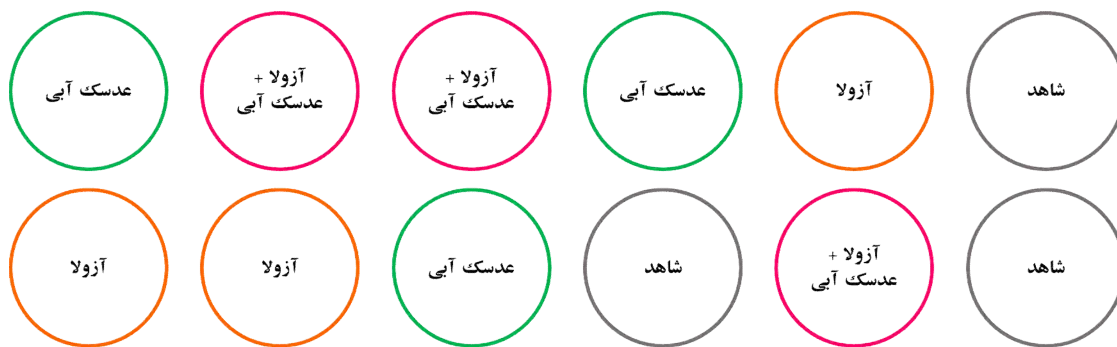 شاهد
آزولا
عدسک آبی
آزولا +
عدسک آبی
آزولا +
عدسک آبی
عدسک آبی
شاهد
آزولا +
عدسک آبی
شاهد
عدسک آبی
آزولا
آزولا